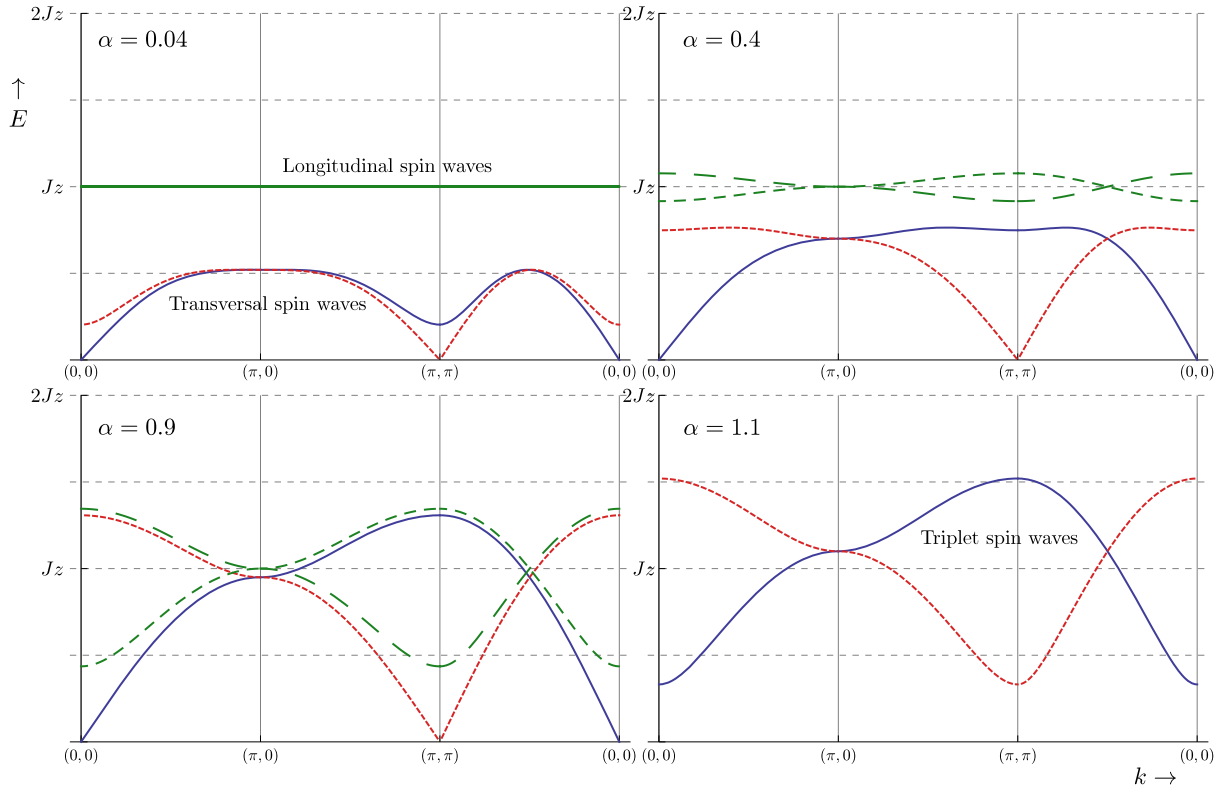 2Jz
α = 0.04
↑
E
Longitudinal spin waves
Jz
Transversal spin waves
(0, 0) (π, 0) (π, π) (0, 0)
2Jz
α = 0.4
Jz
(0, 0) (π, 0) (π, π) (0, 0)
2Jz
α = 0.9
Jz
(0, 0) (π, 0) (π, π) (0, 0)
2Jz
α = 1.1
Triplet spin waves
Jz
(0, 0) (π, 0) (π, π) (0, 0)
k →